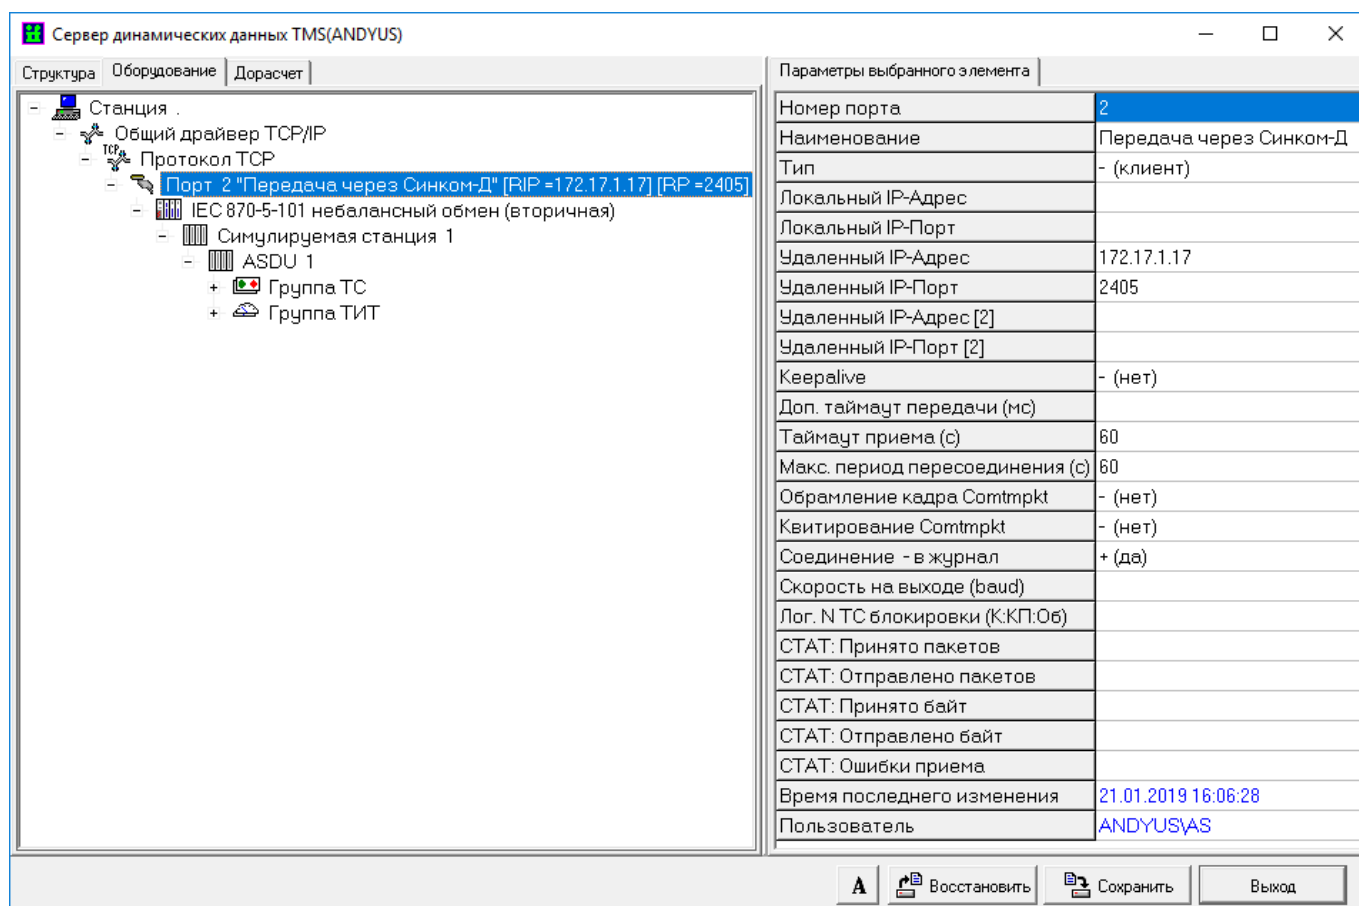 Сервер динамических данных TMS(ANDYUS)
Структура Оборудование Дорасчет
Станция .
Общий драйвер TCP/IP
TCP Протокол TCP
Порт 2 "Передача через Синком-Д" [RIP =172.17.1.17] [RP =2405]
IEC 870-5-101 небалансный обмен (вторичная)
Симулируемая станция 1
ASDU 1
Группа ТС
Группа ТИТ
Параметры выбранного элемента
Номер порта 2
Наименование Передача через Синком-Д
Тип - (клиент)
Локальный IP-Адрес
Локальный IP-Порт
Удаленный IP-Адрес 172.17.1.17
Удаленный IP-Порт 2405
Удаленный IP-Адрес [2]
Удаленный IP-Порт [2]
Keepalive - (нет)
Доп. таймаут передачи (мс)
Таймаут приема (с) 60
Макс. период пересоединения (с) 60
Обрамление кадра Comtmpkt - (нет)
Квитирование Comtmpkt - (нет)
Соединение - в журнал + (да)
Скорость на выходе (baud)
Лог. N ТС блокировки (К:КП:Об)
СТАТ: Принято пакетов
СТАТ: Отправлено пакетов
СТАТ: Принято байт
СТАТ: Отправлено байт
СТАТ: Ошибки приема
Время последнего изменения 21.01.2019 16:06:28
Пользователь ANDYUS\AS
A Восстановить Сохранить Выход